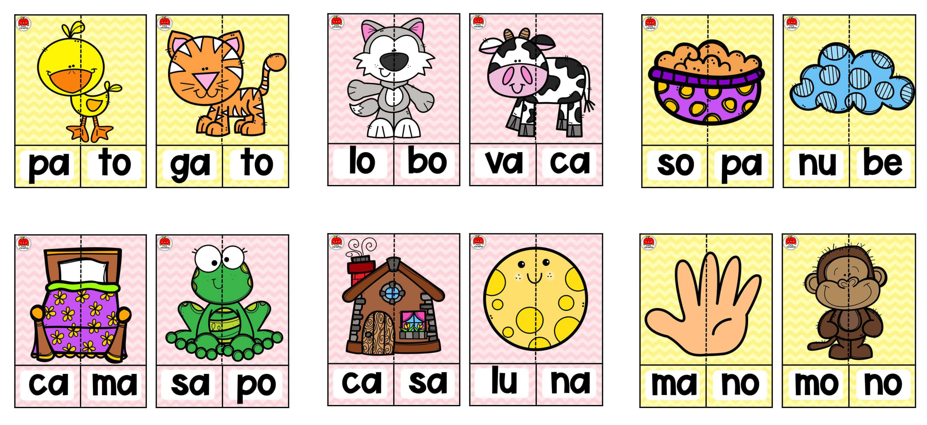 pa to
ga to
lo bo
va ca
so pa
nu be
ca ma
sa po
ca sa
lu na
ma no
mo no